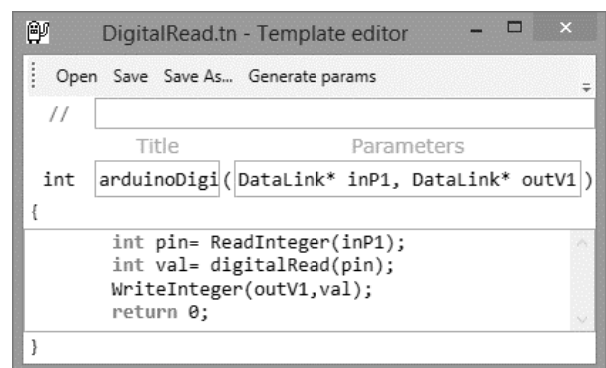 DigitalRead.tn - Template editor
Open Save Save As... Generate params
//
Title Parameters
int arduinoDigi ( DataLink* inP1, DataLink* outV1 )
{
int pin= ReadInteger(inP1);
int val= digitalRead(pin);
WriteInteger(outV1,val);
return 0;
}